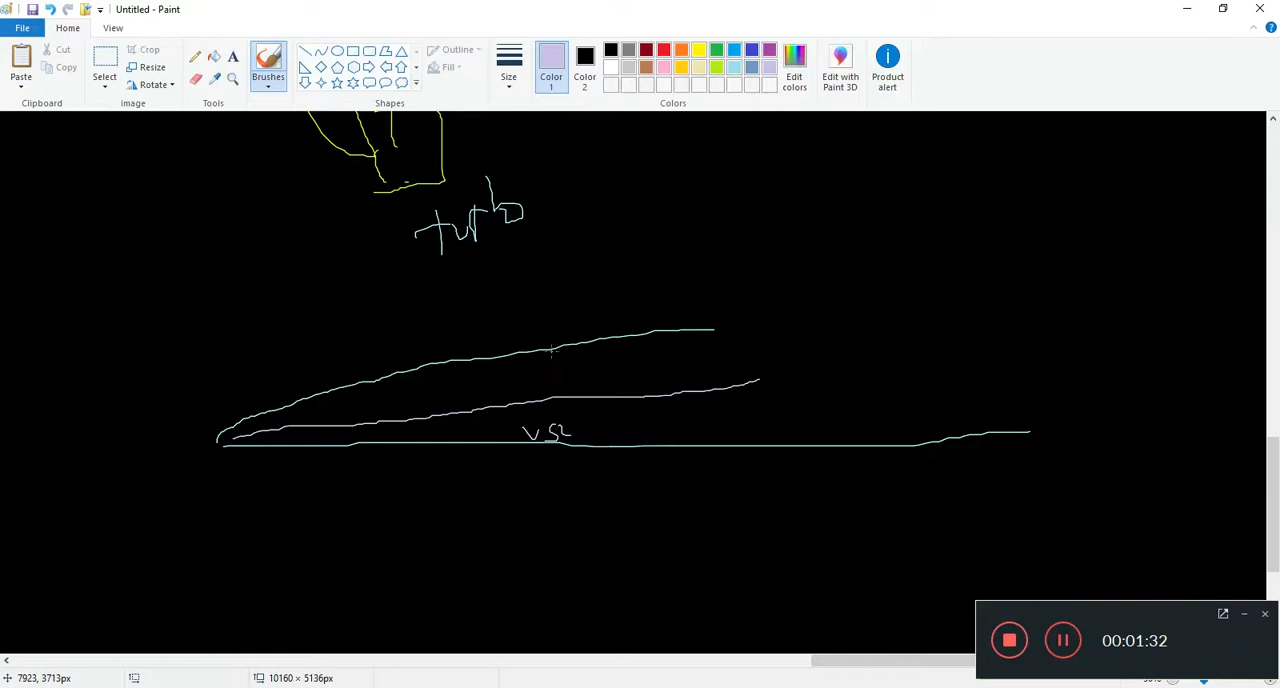 Untitled - Paint
File Home View
Paste
Cut
Copy
Clipboard
Select
Crop
Resize
Rotate
Image
Tools
Brushes
Outline
Fill
Shapes
Size
Color 1
Color 2
Edit colors
Colors
Edit with Paint 3D
Product alert
turb
00:01:32
7923, 3713px
10160 × 5136px